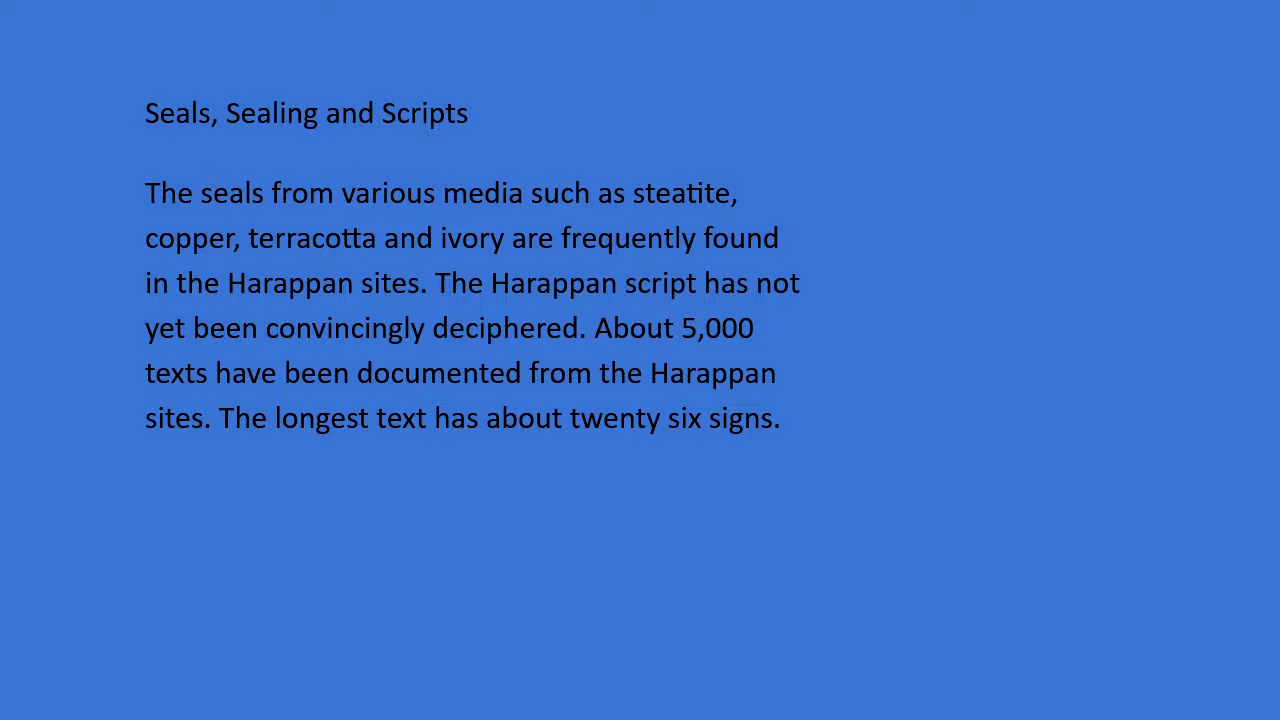 Seals, Sealing and Scripts
The seals from various media such as steatite,
copper, terracotta and ivory are frequently found
in the Harappan sites. The Harappan script has not
yet been convincingly deciphered. About 5,000
texts have been documented from the Harappan
sites. The longest text has about twenty six signs.